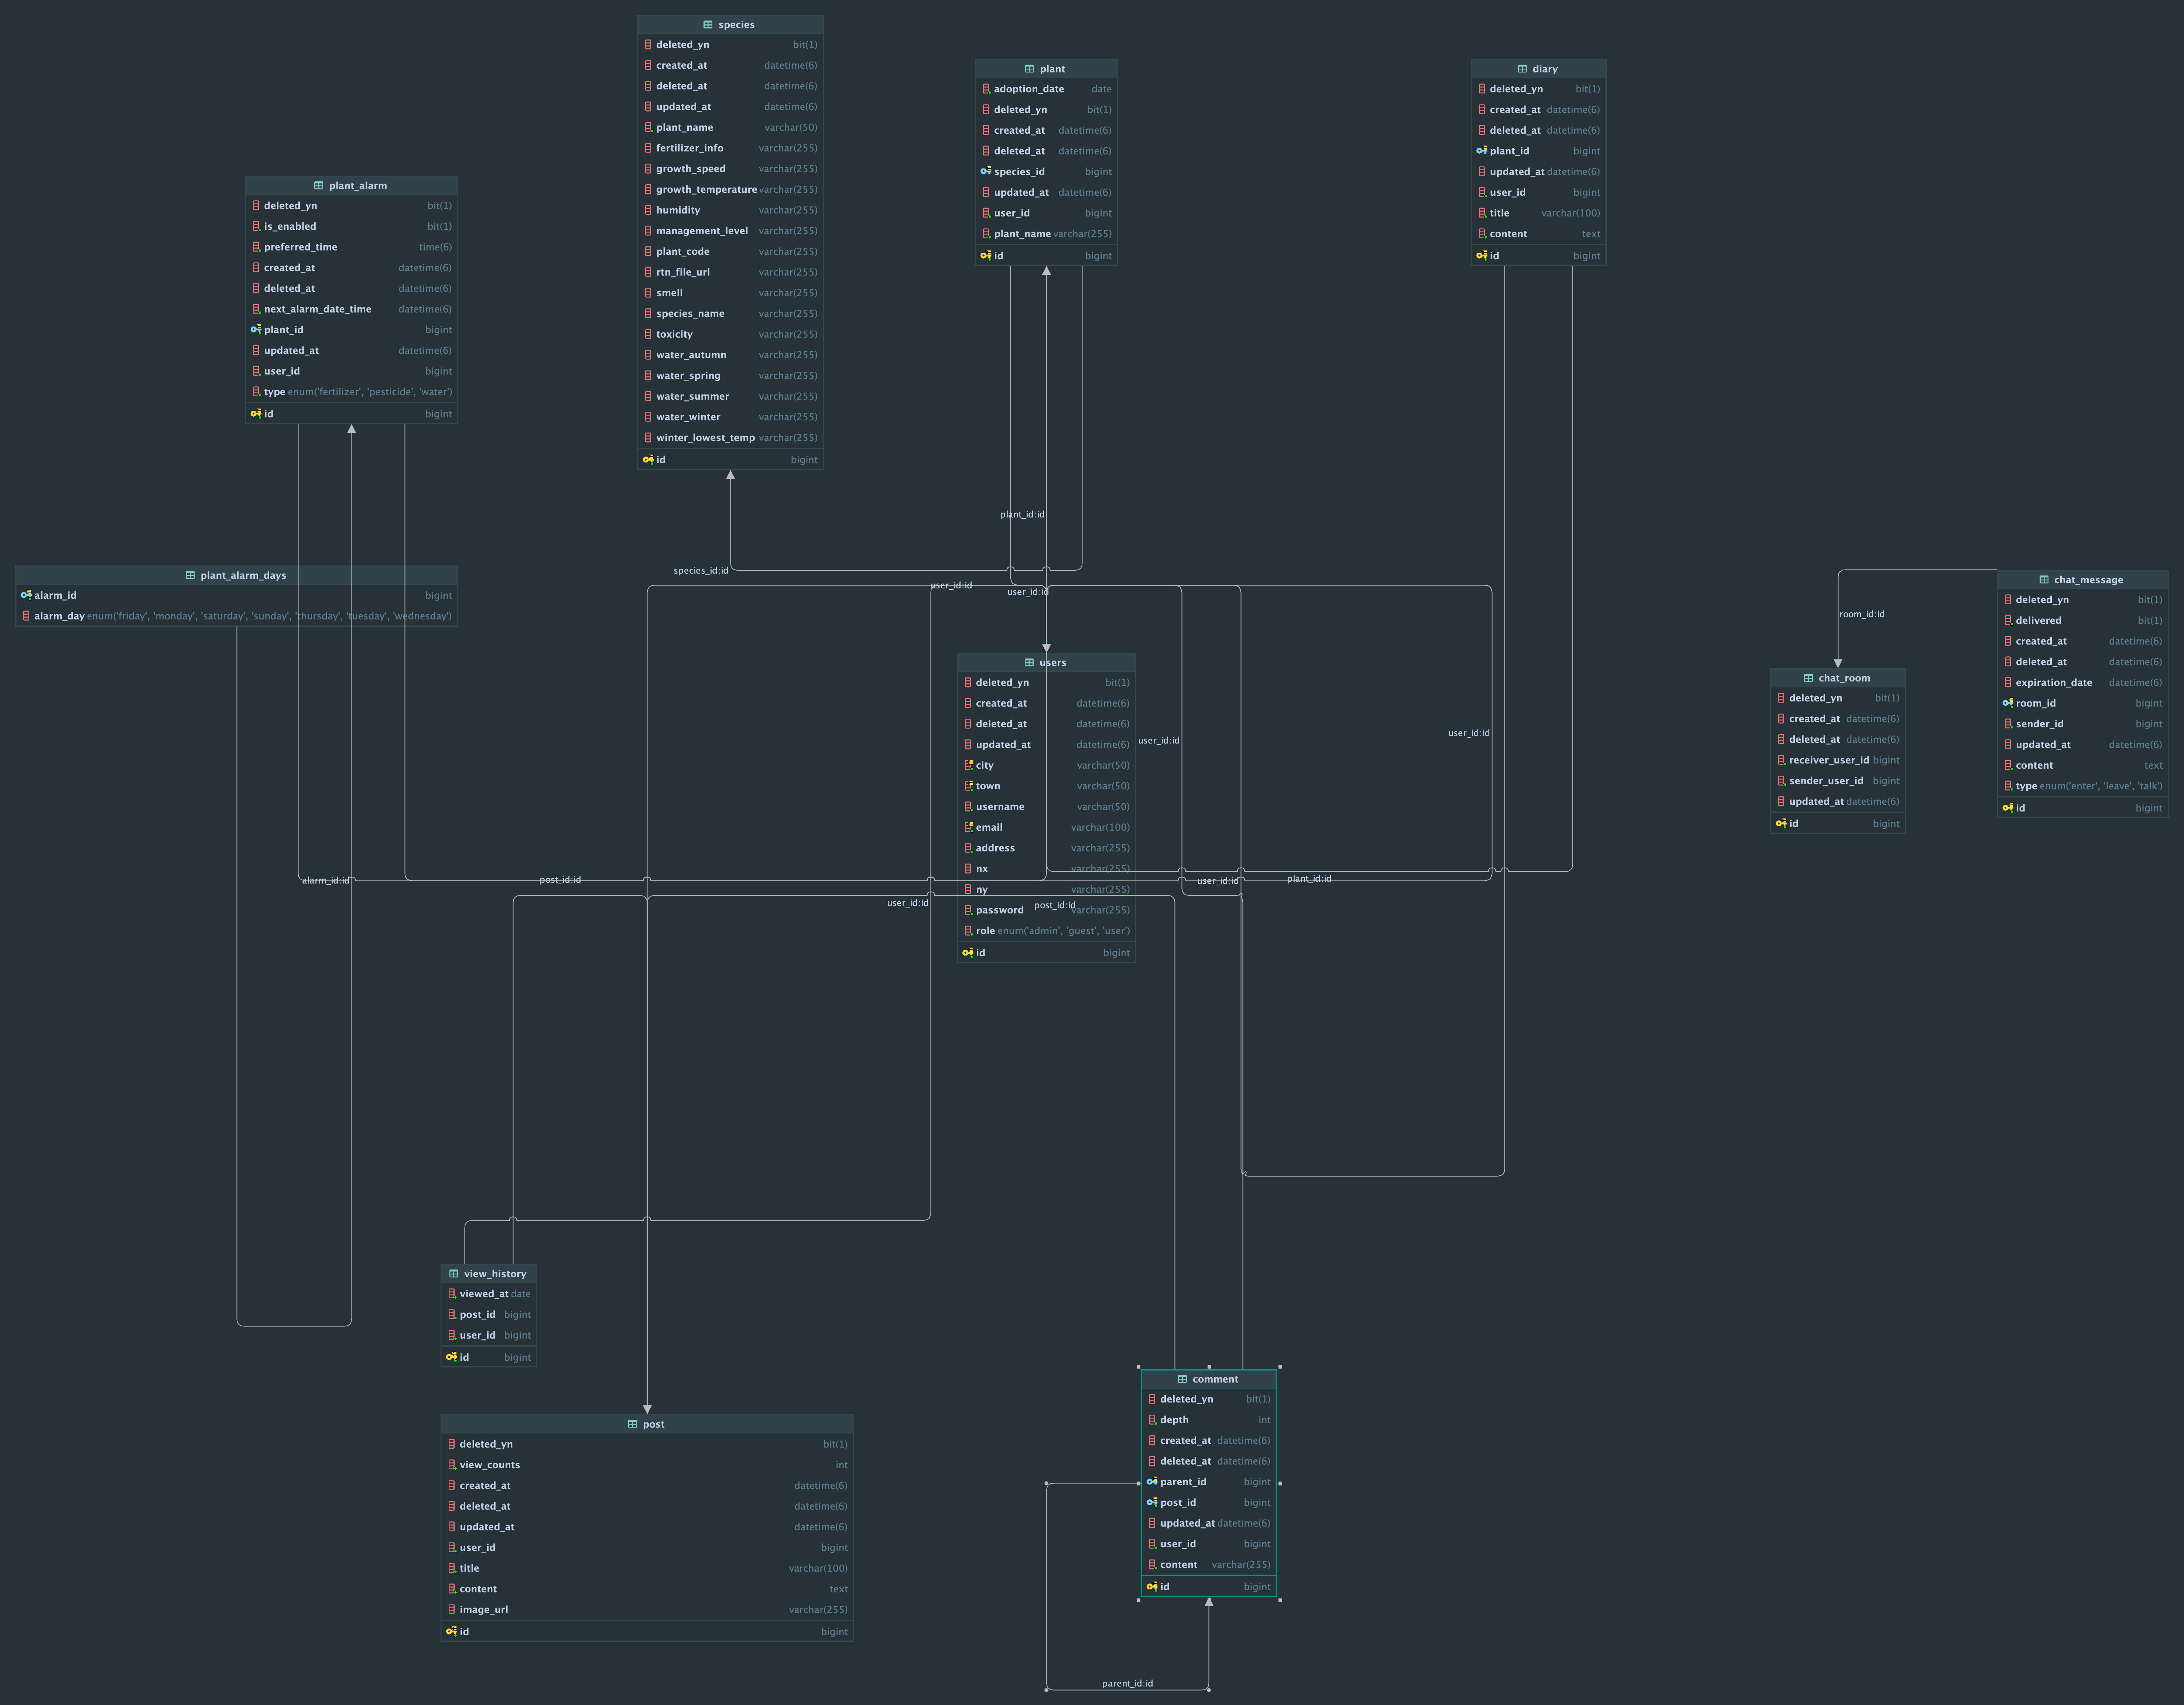 species
deleted_yn bit(1)
created_at datetime(6)
deleted_at datetime(6)
updated_at datetime(6)
plant_name varchar(50)
fertilizer_info varchar(255)
growth_speed varchar(255)
growth_temperature varchar(255)
humidity varchar(255)
management_level varchar(255)
plant_code varchar(255)
rtn_file_url varchar(255)
smell varchar(255)
species_name varchar(255)
toxicity varchar(255)
water_autumn varchar(255)
water_spring varchar(255)
water_summer varchar(255)
water_winter varchar(255)
winter_lowest_temp varchar(255)
id bigint
plant
adoption_date date
deleted_yn bit(1)
created_at datetime(6)
deleted_at datetime(6)
species_id bigint
updated_at datetime(6)
user_id bigint
plant_name varchar(255)
id bigint
diary
deleted_yn bit(1)
created_at datetime(6)
deleted_at datetime(6)
plant_id bigint
updated_at datetime(6)
user_id bigint
title varchar(100)
content text
id bigint
plant_alarm
deleted_yn bit(1)
is_enabled bit(1)
preferred_time time(6)
created_at datetime(6)
deleted_at datetime(6)
next_alarm_date_time datetime(6)
plant_id bigint
updated_at datetime(6)
user_id bigint
type enum('fertilizer', 'pesticide', 'water')
id bigint
plant_id:id
species_id:id
user_id:id
user_id:id
plant_alarm_days
alarm_id bigint
alarm_day enum('friday', 'monday', 'saturday', 'sunday', 'thursday', 'tuesday', 'wednesday')
users
deleted_yn bit(1)
created_at datetime(6)
deleted_at datetime(6)
updated_at datetime(6)
city varchar(50)
town varchar(50)
username varchar(50)
email varchar(100)
address varchar(255)
nx varchar(255)
ny varchar(255)
password varchar(255)
role enum('admin', 'guest', 'user')
id bigint
user_id:id
user_id:id
room_id:id
chat_room
deleted_yn bit(1)
created_at datetime(6)
deleted_at datetime(6)
receiver_user_id bigint
sender_user_id bigint
updated_at datetime(6)
id bigint
chat_message
deleted_yn bit(1)
delivered bit(1)
created_at datetime(6)
deleted_at datetime(6)
expiration_date datetime(6)
room_id bigint
sender_id bigint
updated_at datetime(6)
content text
type enum('enter', 'leave', 'talk')
id bigint
alarm_id:id
post_id:id
user_id:id
plant_id:id
user_id:id
post_id:id
view_history
viewed_at date
post_id bigint
user_id bigint
id bigint
post
deleted_yn bit(1)
view_counts int
created_at datetime(6)
deleted_at datetime(6)
updated_at datetime(6)
user_id bigint
title varchar(100)
content text
image_url varchar(255)
id bigint
comment
deleted_yn bit(1)
depth int
created_at datetime(6)
deleted_at datetime(6)
parent_id bigint
post_id bigint
updated_at datetime(6)
user_id bigint
content varchar(255)
id bigint
parent_id:id